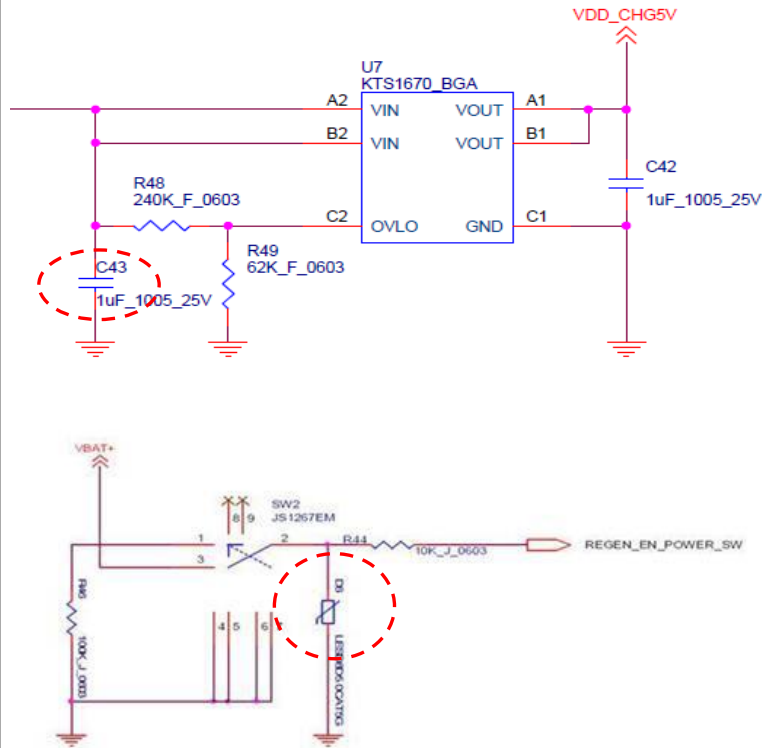 VDD_CHG5V
U7
KTS1670_BGA
A2 VIN VOUT A1
B2 VIN VOUT B1
C42
1uF_1005_25V
R48
240K_F_0603
C2 OVLO GND C1
R49
62K_F_0603
C43
1uF_1005_25V
VBAT+
SW2
JS1267EM
8 9
1 2
3
R44
10K_J_0603
REGEN_EN_POWER_SW
D6
4 5 6
100K_J_0603